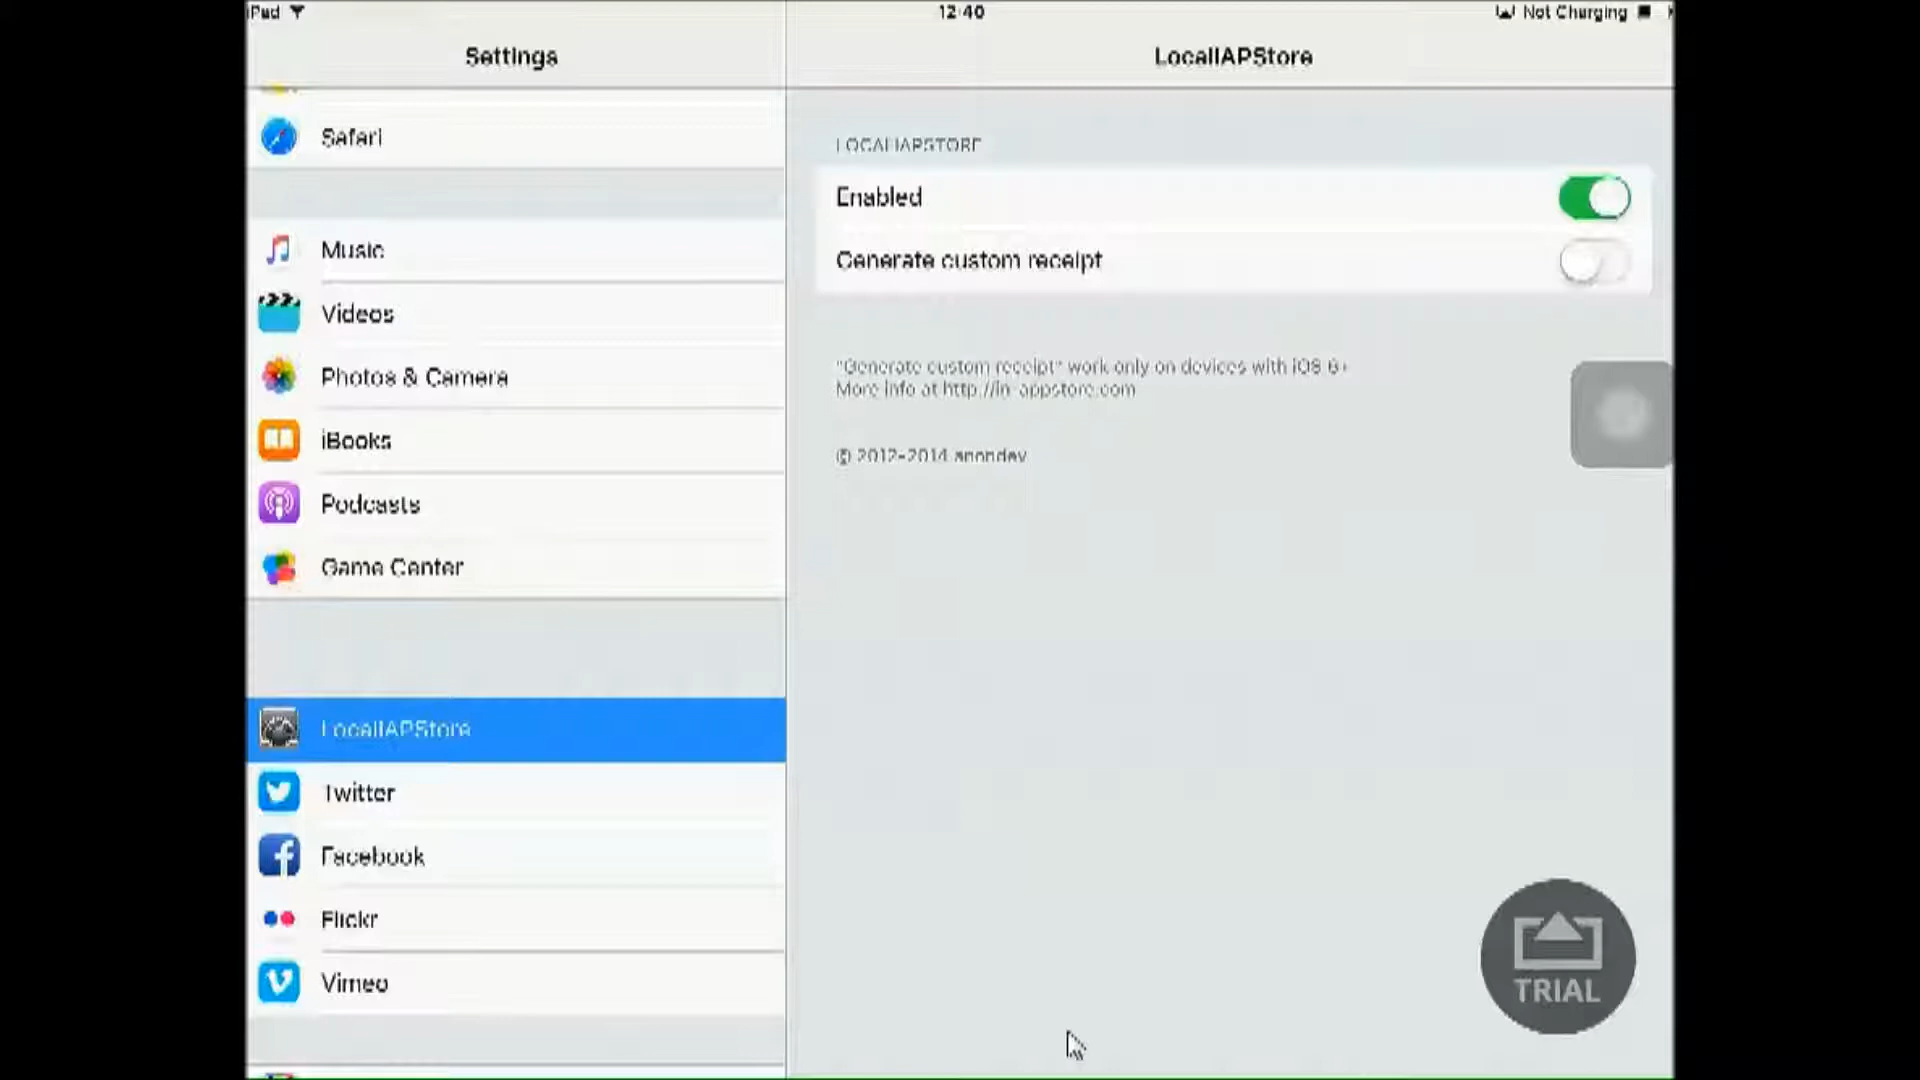 iPad
12:40
Not Charging
Settings
LocalIAPStore
Safari
Music
Videos
Photos & Camera
iBooks
Podcasts
Game Center
LocalIAPStore
Twitter
Facebook
Flickr
Vimeo
LOCALIAPSTORE
Enabled
Generate custom receipt
"Generate custom receipt" work only on devices with iOS 6+
More info at http://in-appstore.com
© 2012-2014 anondev
TRIAL